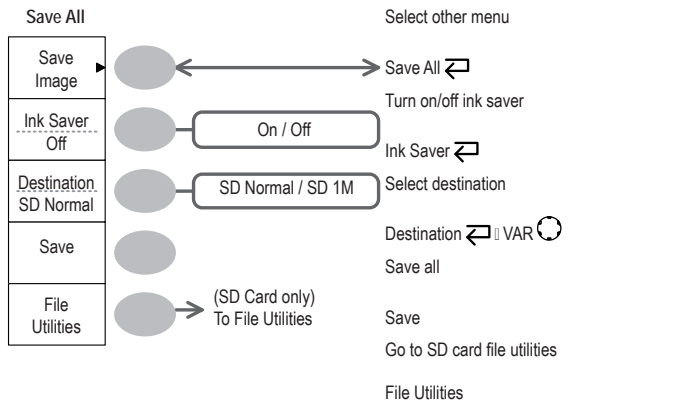 Save All
Save
Image
Ink Saver
Off
On / Off
Destination
SD Normal
SD Normal / SD 1M
Save
File
Utilities
(SD Card only)
To File Utilities
Select other menu
Save All
Turn on/off ink saver
Ink Saver
Select destination
Destination VAR
Save all
Save
Go to SD card file utilities
File Utilities